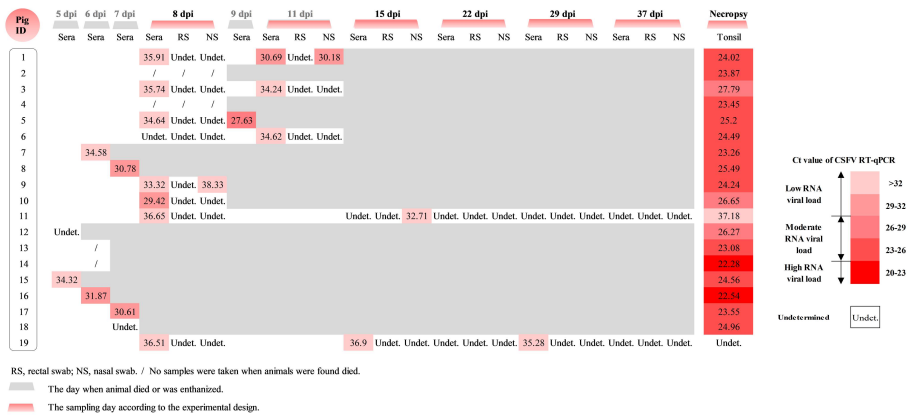 Pig ID 5 dpi 6 dpi 7 dpi 8 dpi 9 dpi 11 dpi 15 dpi 22 dpi 29 dpi 37 dpi Necropsy
Sera Sera Sera Sera RS NS Sera Sera RS NS Sera RS NS Sera RS NS Sera RS NS Sera RS NS Tonsil
1 35.91 Undet. Undet. 30.69 Undet. 30.18 24.02
2 / / / 23.87
3 35.74 Undet. Undet. 34.24 Undet. Undet. 27.79
4 / / / 23.45
5 34.64 Undet. Undet. 27.63 25.2
6 Undet. Undet. Undet. 34.62 Undet. Undet. 24.49
7 34.58 23.26
8 30.78 25.49
9 33.32 Undet. 38.33 24.24
10 29.42 Undet. Undet. 26.65
11 36.65 Undet. Undet. Undet. Undet. 32.71 Undet. Undet. Undet. Undet. Undet. Undet. Undet. Undet. Undet. 37.18
12 Undet. 26.27
13 / 23.08
14 / 22.28
15 34.32 24.56
16 31.87 22.54
17 30.61 23.55
18 Undet. 24.96
19 36.51 Undet. Undet. 36.9 Undet. Undet. Undet. Undet. Undet. 35.28 Undet. Undet. Undet. Undet. Undet. Undet.
Ct value of CSFV RT-qPCR
Low RNA viral load
>32
29-32
Moderate RNA viral load
26-29
23-26
High RNA viral load
20-23
Undetermined Undet.
RS, rectal swab; NS, nasal swab. / No samples were taken when animals were found died.
The day when animal died or was enthanized.
The sampling day according to the experimental design.